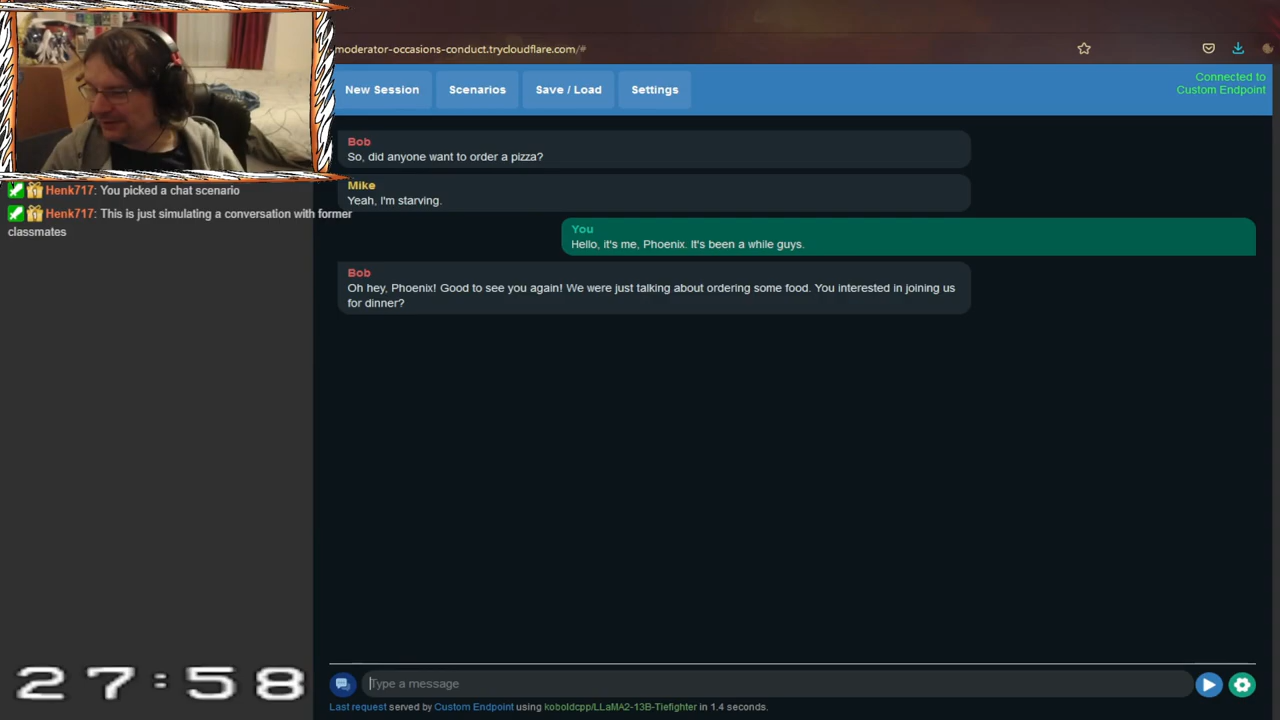 moderator-occasions-conduct.trycloudflare.com/#
New Session
Scenarios
Save / Load
Settings
Connected to
Custom Endpoint
Bob
So, did anyone want to order a pizza?
Mike
Yeah, I'm starving.
You
Hello, it's me, Phoenix. It's been a while guys.
Bob
Oh hey, Phoenix! Good to see you again! We were just talking about ordering some food. You interested in joining us
for dinner?
Henk717: You picked a chat scenario
Henk717: This is just simulating a conversation with former
classmates
27:58
Type a message
Last request served by Custom Endpoint using koboldcpp/LLaMA2-13B-Tiefighter in 1.4 seconds.